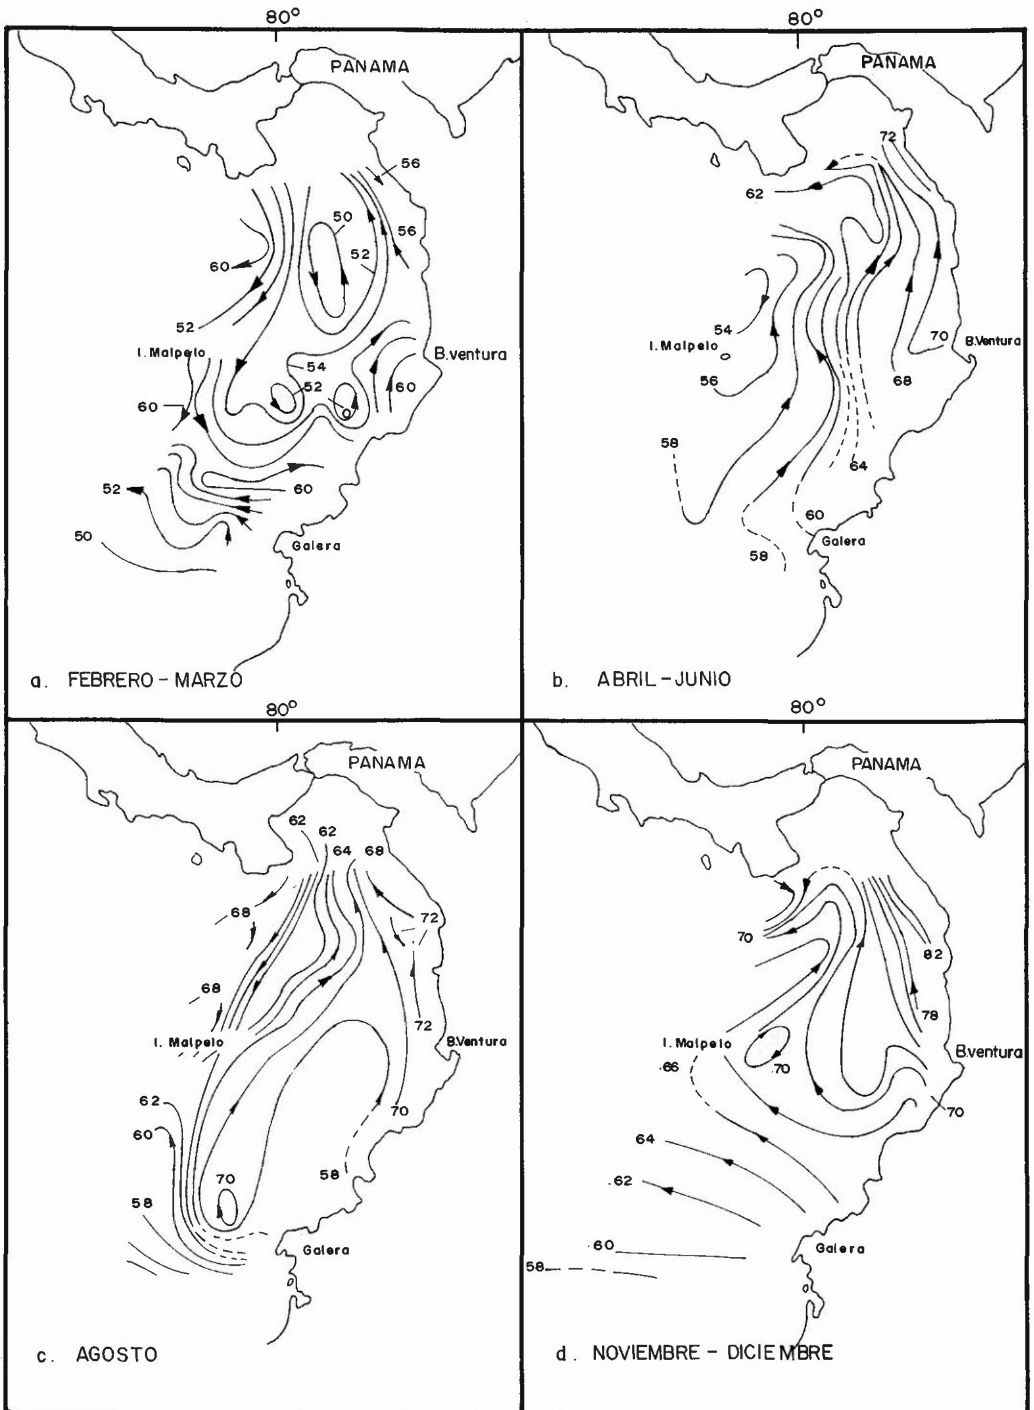 80°
PANAMA
56
50
56
60
52
52
I. Malpelo
B.ventura
54
52
60
60
60
52
50
Galera
a. FEBRERO - MARZO
80°
PANAMA
72
62
54
70
I. Malpelo
B.Ventura
56
68
58
64
60
58
Galera
b. ABRIL - JUNIO
80°
PANAMA
62
62
64
68
68
72
68
72
I. Malpelo
B.Ventura
62
70
60
58
70
58
Galera
c. AGOSTO
80°
PANAMA
70
82
78
I. Malpelo
B.ventura
.66
.70
70
64
.62
60
Galera
58
d. NOVIEMBRE - DICIEMBRE